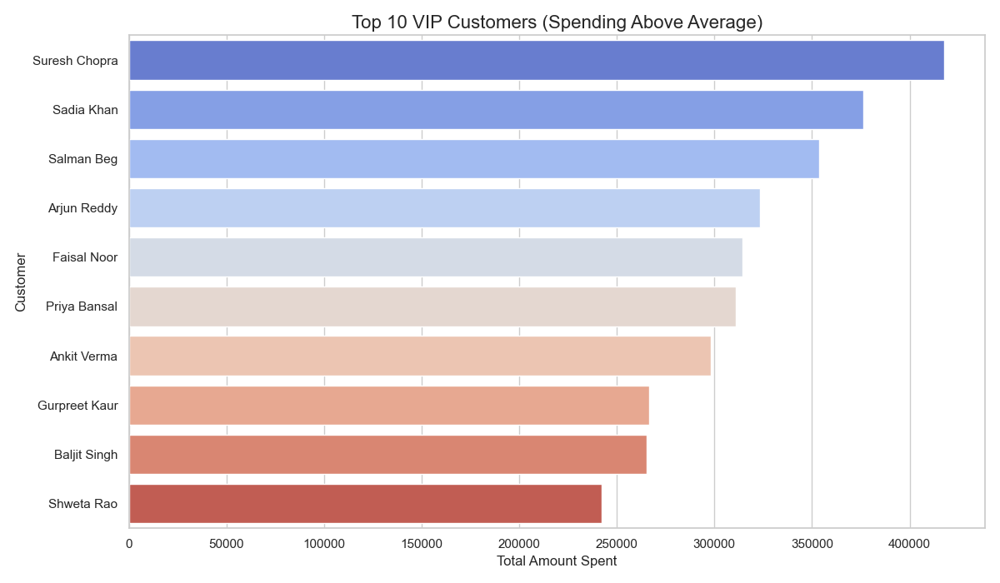 Top 10 VIP Customers (Spending Above Average)
Suresh Chopra
Sadia Khan
Salman Beg
Arjun Reddy
Faisal Noor
Priya Bansal
Ankit Verma
Gurpreet Kaur
Baljit Singh
Shweta Rao
Customer
0 50000 100000 150000 200000 250000 300000 350000 400000
Total Amount Spent